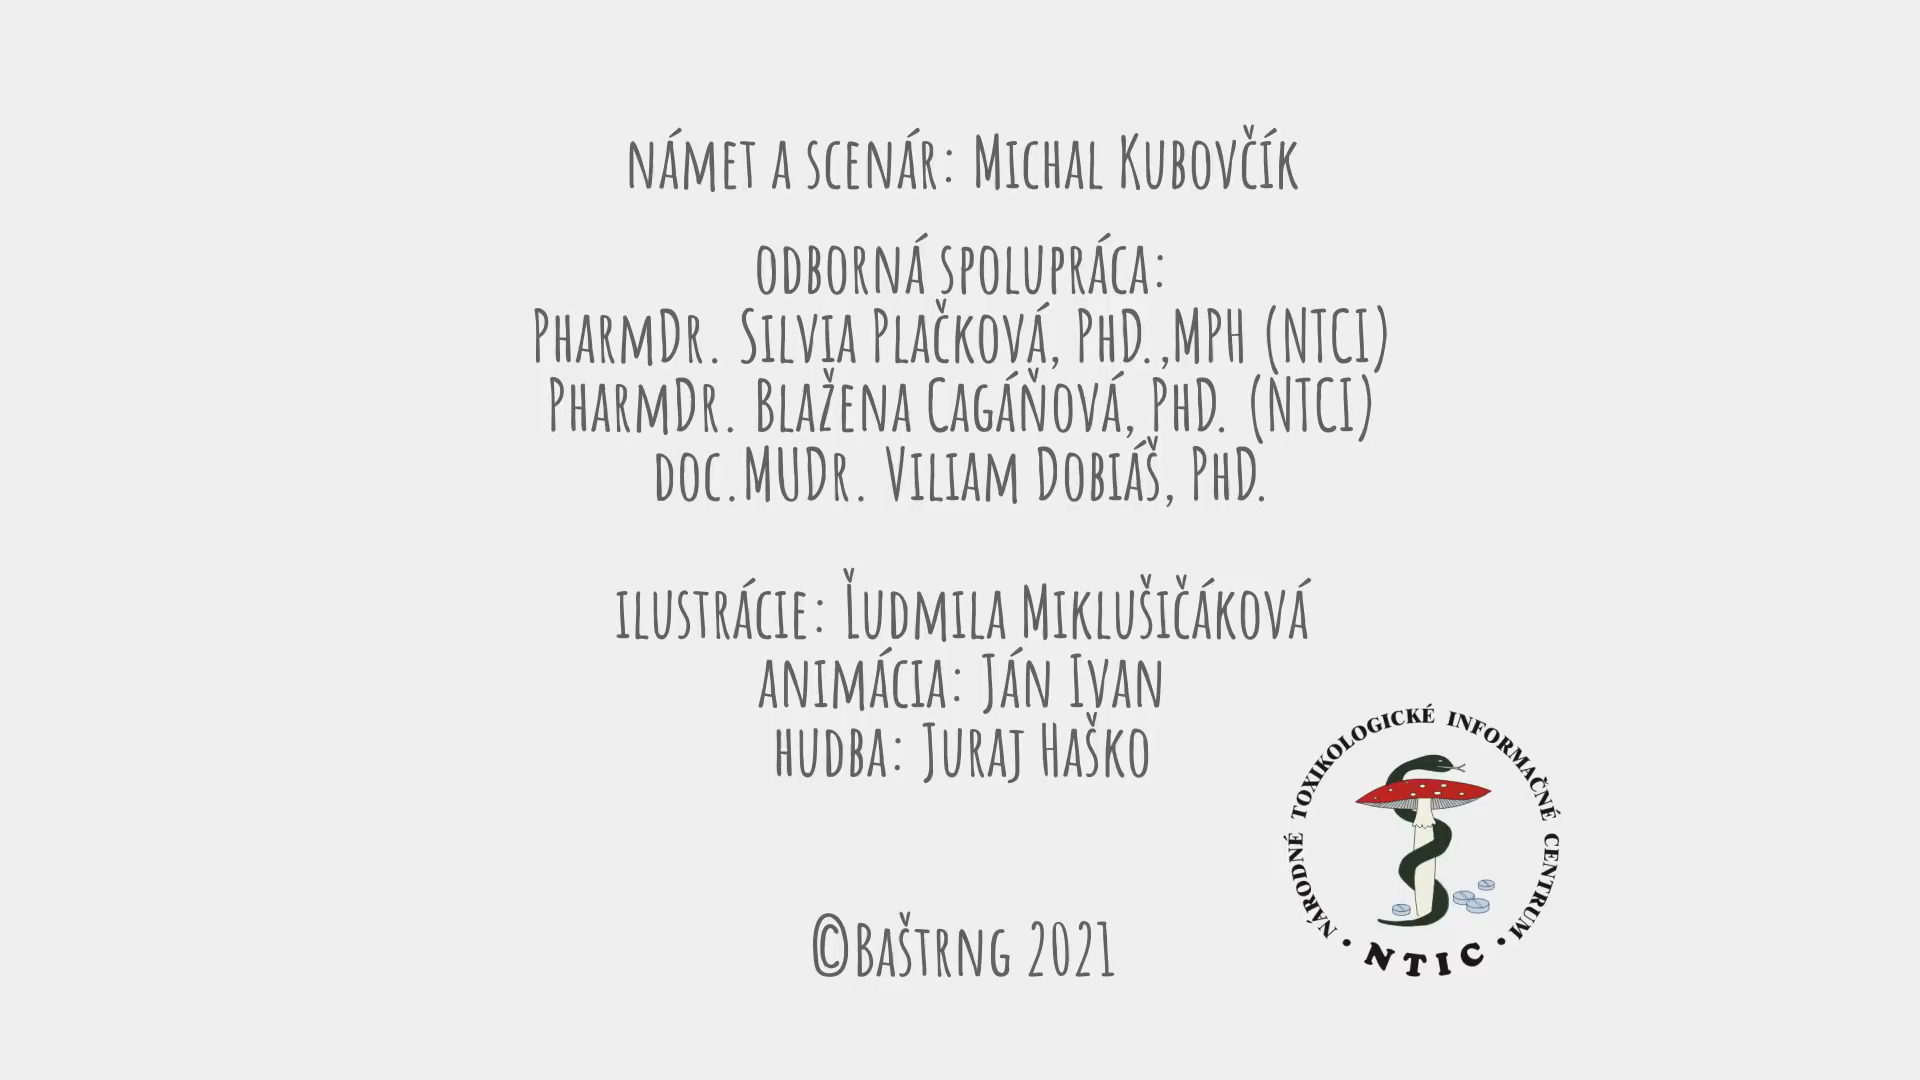 námet a scenár: Michal Kubovčík
odborná spolupráca:
PharmDr. Silvia Plačková, PhD.,MPH (NTCI)
PharmDr. Blažena Cagáňová, PhD. (NTCI)
doc.MUDr. Viliam Dobiáš, PhD.
ilustrácie: Ľudmila Miklušičáková
animácia: Ján Ivan
hudba: Juraj Haško
NÁRODNÉ TOXIKOLOGICKÉ INFORMAČNÉ CENTRUM
• NTIC •
©Baštrng 2021